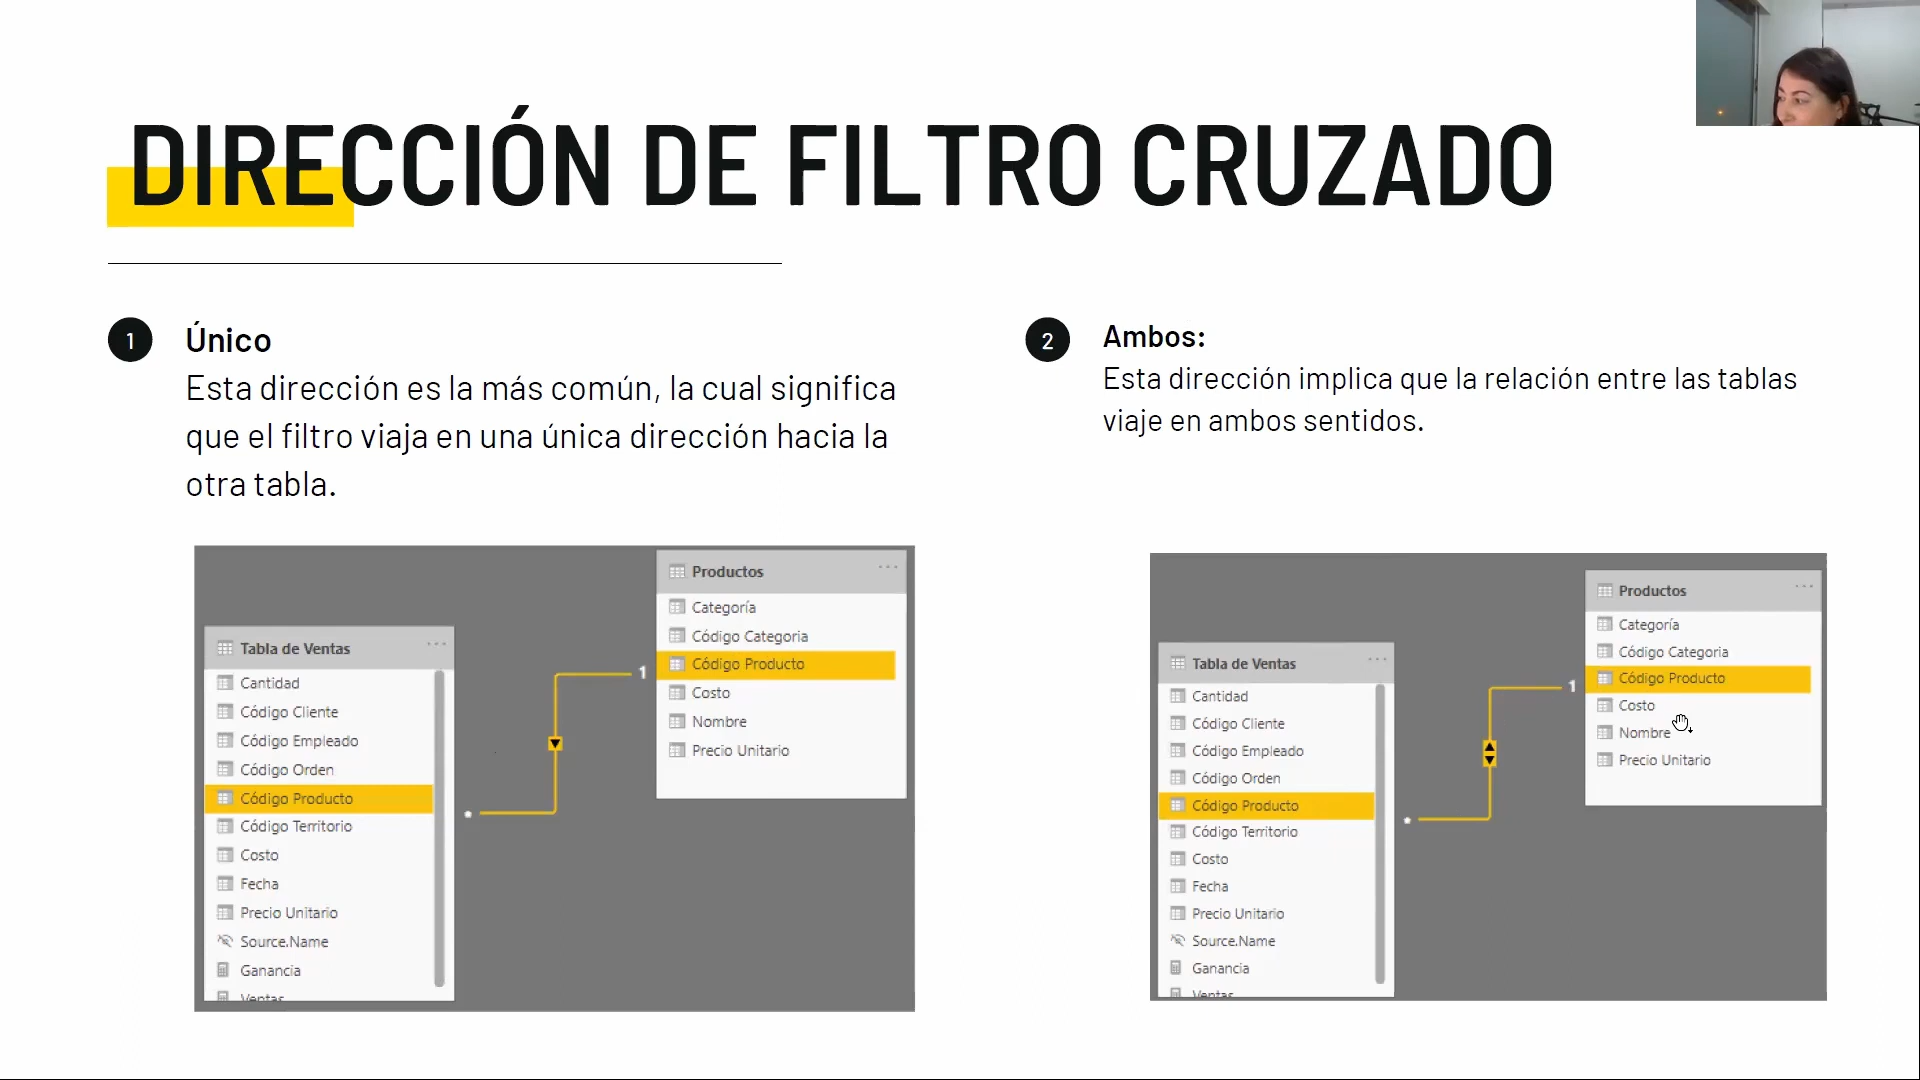 DIRECCIÓN DE FILTRO CRUZADO
1
Único
Esta dirección es la más común, la cual significa
que el filtro viaja en una única dirección hacia la
otra tabla.
2
Ambos:
Esta dirección implica que la relación entre las tablas
viaje en ambos sentidos.
Productos
Categoría
Código Categoria
Código Producto
Costo
Nombre
Precio Unitario
1
Tabla de Ventas
Cantidad
Código Cliente
Código Empleado
Código Orden
Código Producto
Código Territorio
Costo
Fecha
Precio Unitario
Source.Name
Ganancia
Ventas
*
Productos
Categoría
Código Categoria
Código Producto
Costo
Nombre
Precio Unitario
1
Tabla de Ventas
Cantidad
Código Cliente
Código Empleado
Código Orden
Código Producto
Código Territorio
Costo
Fecha
Precio Unitario
Source.Name
Ganancia
Ventas
*